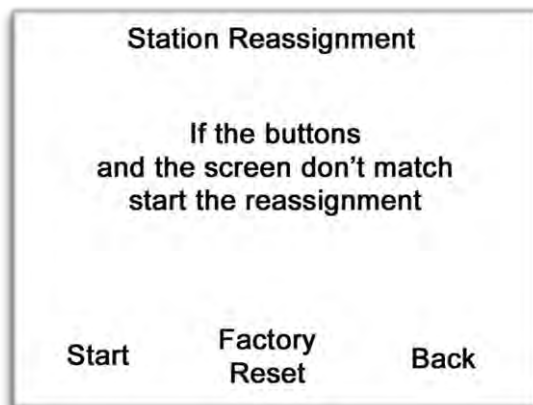 Station Reassignment
If the buttons
and the screen don't match
start the reassignment
Start
Factory
Reset
Back